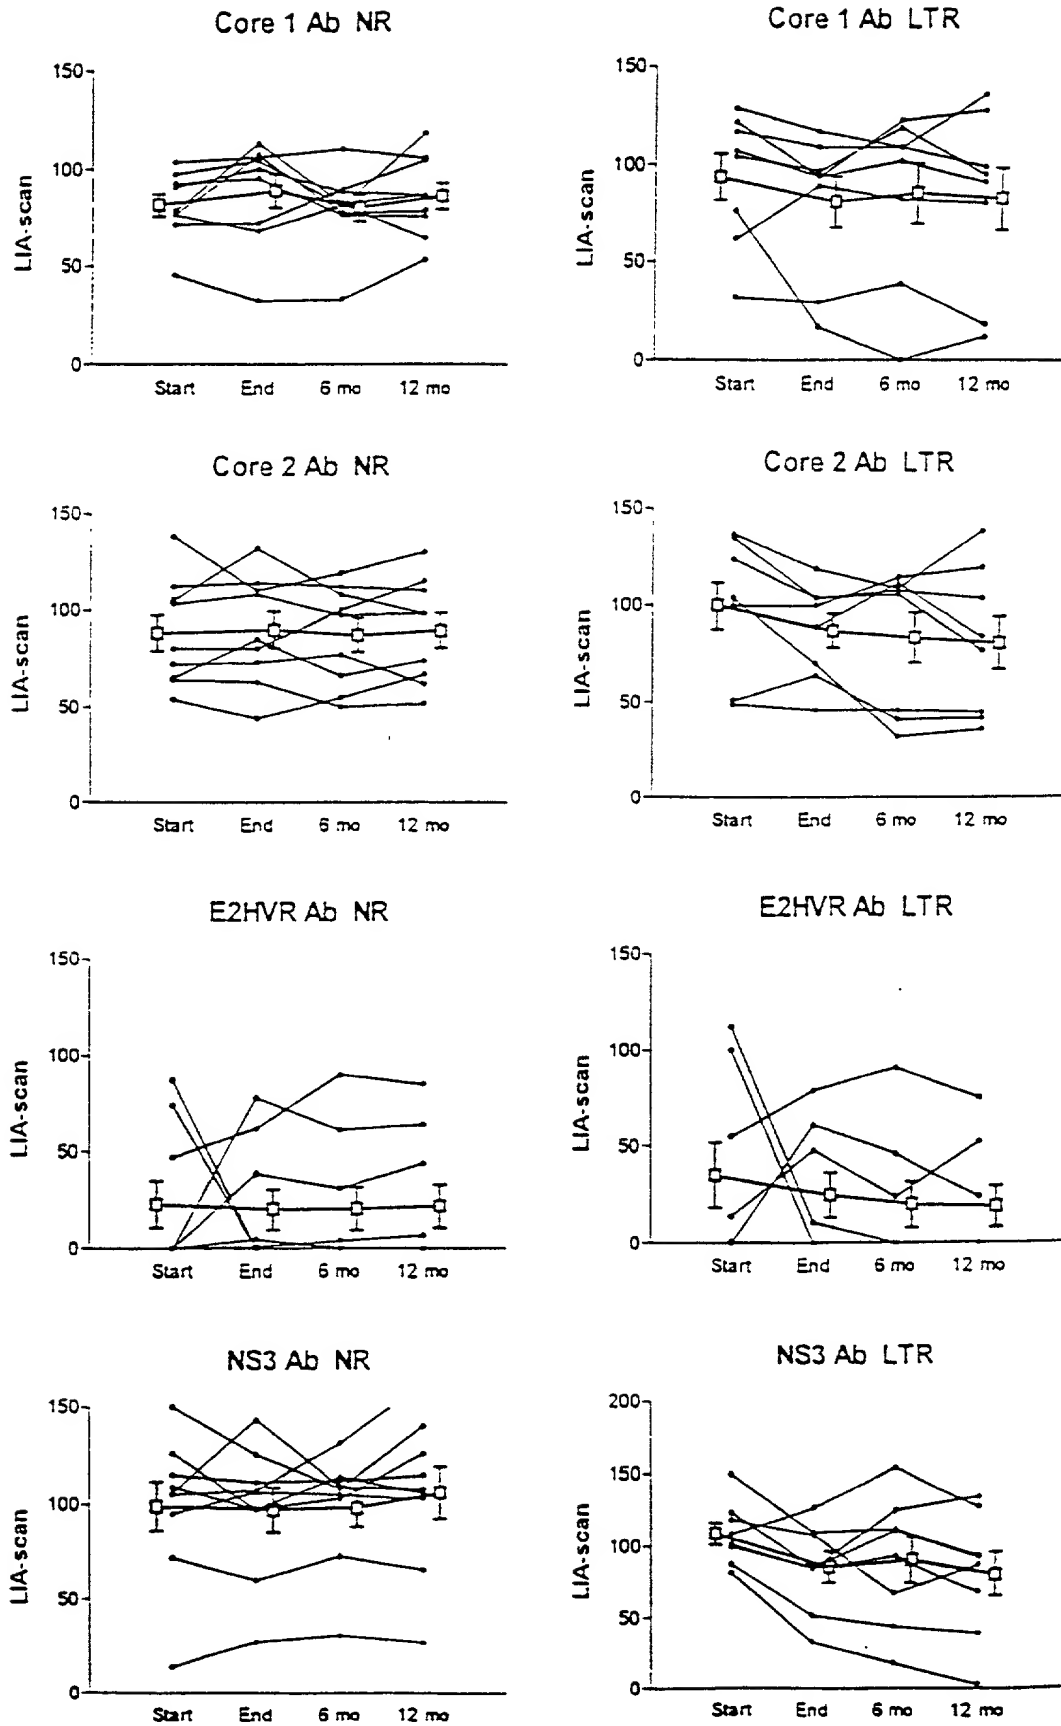 Core 1 Ab NR
150
100
50
0
LIA-scan
Start End 6 mo 12 mo
Core 1 Ab LTR
150
100
50
0
LIA-scan
Start End 6 mo 12 mo
Core 2 Ab NR
150
100
50
0
LIA-scan
Start End 6 mo 12 mo
Core 2 Ab LTR
150
100
50
0
LIA-scan
Start End 6 mo 12 mo
E2HVR Ab NR
150
100
50
0
LIA-scan
Start End 6 mo 12 mo
E2HVR Ab LTR
150
100
50
0
LIA-scan
Start End 6 mo 12 mo
NS3 Ab NR
150
100
50
0
LIA-scan
Start End 6 mo 12 mo
NS3 Ab LTR
200
150
100
50
0
LIA-scan
Start End 6 mo 12 mo